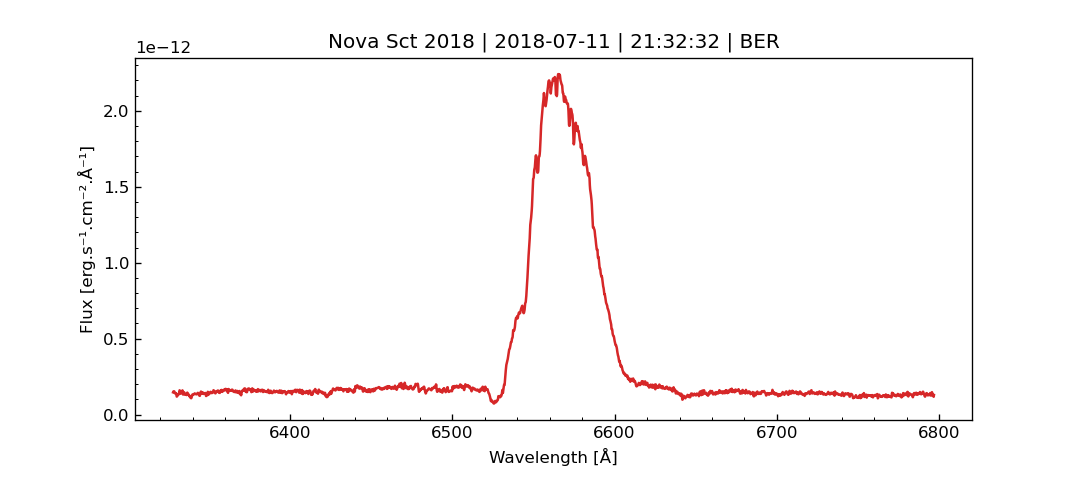 Nova Sct 2018 | 2018-07-11 | 21:32:32 | BER
1e−12
2.0
1.5
1.0
0.5
0.0
Flux [erg.s⁻¹.cm⁻².Å⁻¹]
6400 6500 6600 6700 6800
Wavelength [Å]